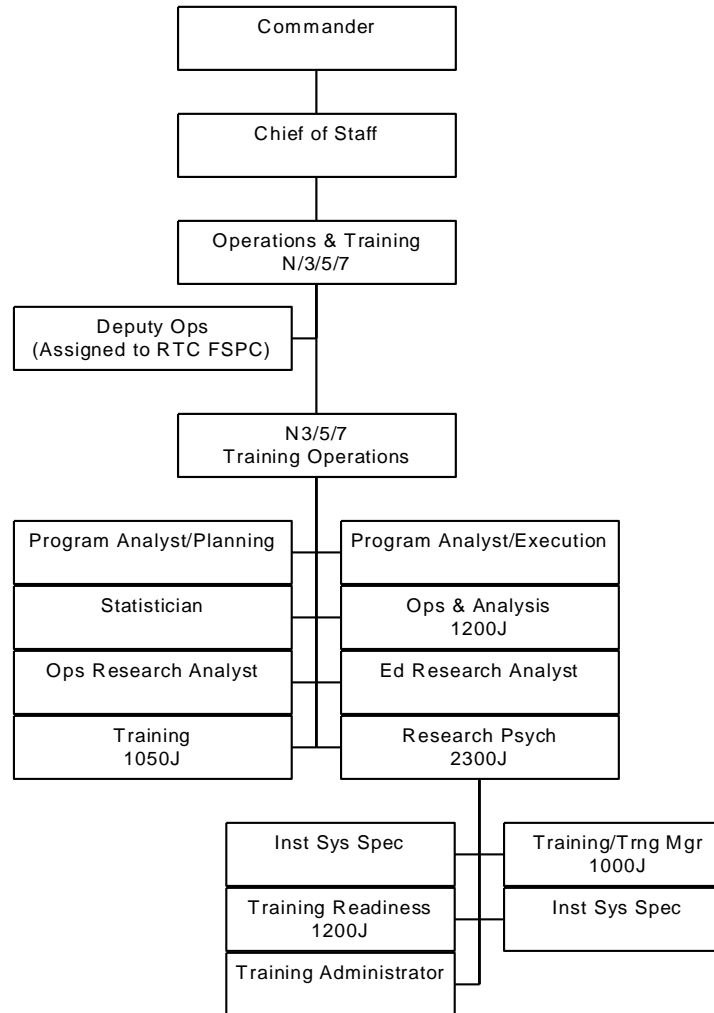 Commander
Chief of Staff
Operations & Training
N/3/5/7
Deputy Ops
(Assigned to RTC FSPC)
N3/5/7
Training Operations
Program Analyst/Planning
Program Analyst/Execution
Statistician
Ops & Analysis
1200J
Ops Research Analyst
Ed Research Analyst
Training
1050J
Research Psych
2300J
Inst Sys Spec
Training/Trng Mgr
1000J
Training Readiness
1200J
Inst Sys Spec
Training Administrator